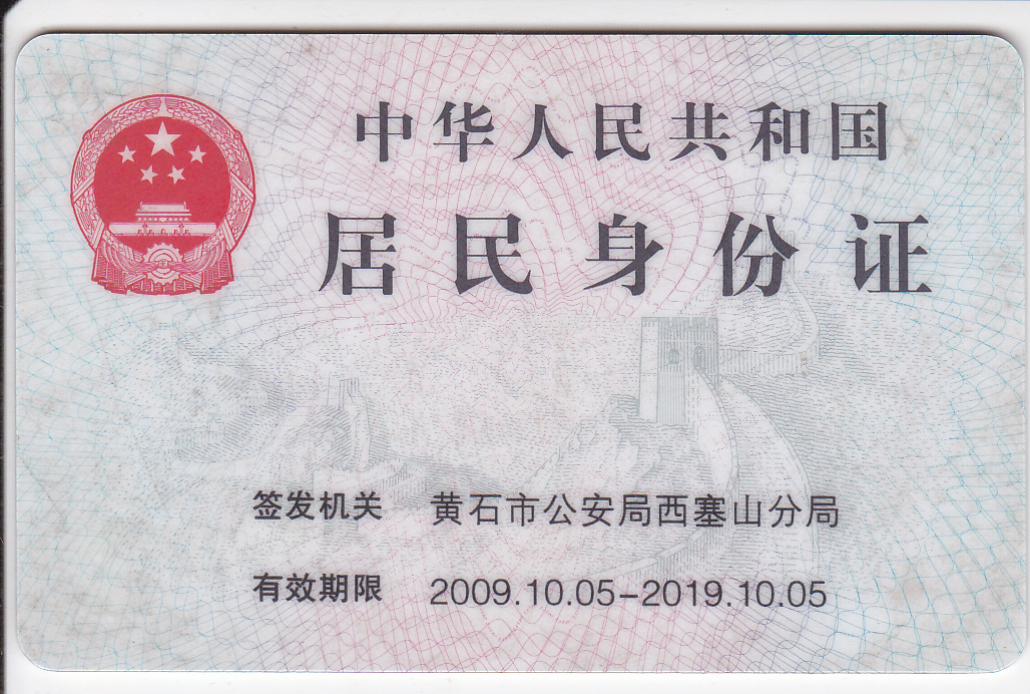 中华人民共和国
居民身份证
签发机关 黄石市公安局西塞山分局
有效期限 2009.10.05-2019.10.05